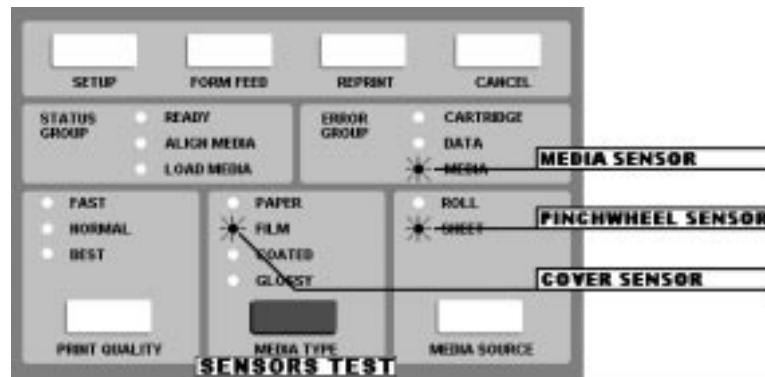 SETUP FORM FEED REPRINT CANCEL
STATUS GROUP
READY
ALIGN MEDIA
LOAD MEDIA
ERROR GROUP
CARTRIDGE
DATA
MEDIA
MEDIA SENSOR
FAST
NORMAL
BEST
PRINT QUALITY
PAPER
FILM
COATED
GLOSSY
MEDIA TYPE
ROLL
SHEET
MEDIA SOURCE
PINCHWHEEL SENSOR
COVER SENSOR
SENSORS TEST